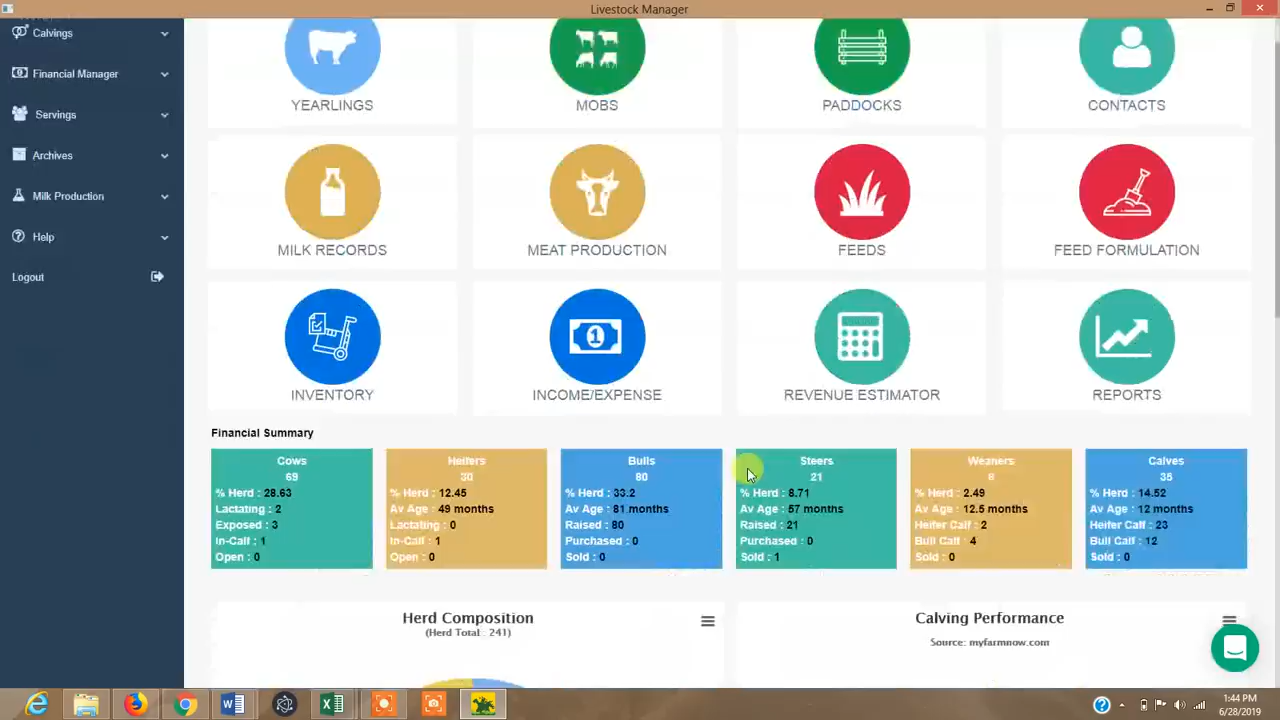 Livestock Manager
Calvings
Financial Manager
Servings
Archives
Milk Production
Help
Logout
YEARLINGS
MOBS
PADDOCKS
CONTACTS
MILK RECORDS
MEAT PRODUCTION
FEEDS
FEED FORMULATION
1
INVENTORY
INCOME/EXPENSE
REVENUE ESTIMATOR
REPORTS
Financial Summary
Cows
69
% Herd : 28.63
Lactating : 2
Exposed : 3
In-Calf : 1
Open : 0
Heifers
30
% Herd : 12.45
Av Age : 49 months
Lactating : 0
In-Calf : 1
Open : 0
Bulls
80
% Herd : 33.2
Av Age : 81 months
Raised : 80
Purchased : 0
Sold : 0
Steers
21
% Herd : 8.71
Av Age : 57 months
Raised : 21
Purchased : 0
Sold : 1
Weaners
6
% Herd : 2.49
Av Age : 12.5 months
Heifer Calf : 2
Bull Calf : 4
Sold : 0
Calves
35
% Herd : 14.52
Av Age : 12 months
Heifer Calf : 23
Bull Calf : 12
Sold : 0
Herd Composition
(Herd Total : 241)
Calving Performance
Source: myfarmnow.com
1:44 PM
6/28/2019